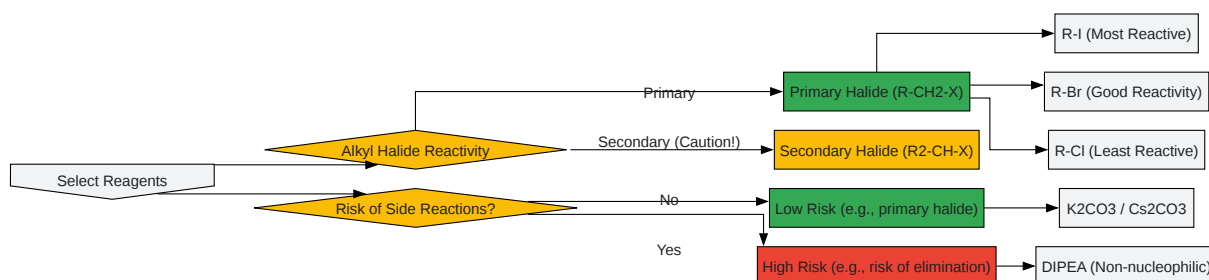 R-I (Most Reactive)
Primary
Primary Halide (R-CH2-X)
R-Br (Good Reactivity)
Alkyl Halide Reactivity
Secondary (Caution!)
Secondary Halide (R2-CH-X)
R-Cl (Least Reactive)
Select Reagents
Risk of Side Reactions?
No
Low Risk (e.g., primary halide)
K2CO3 / Cs2CO3
Yes
High Risk (e.g., risk of elimination)
DIPEA (Non-nucleophilic)